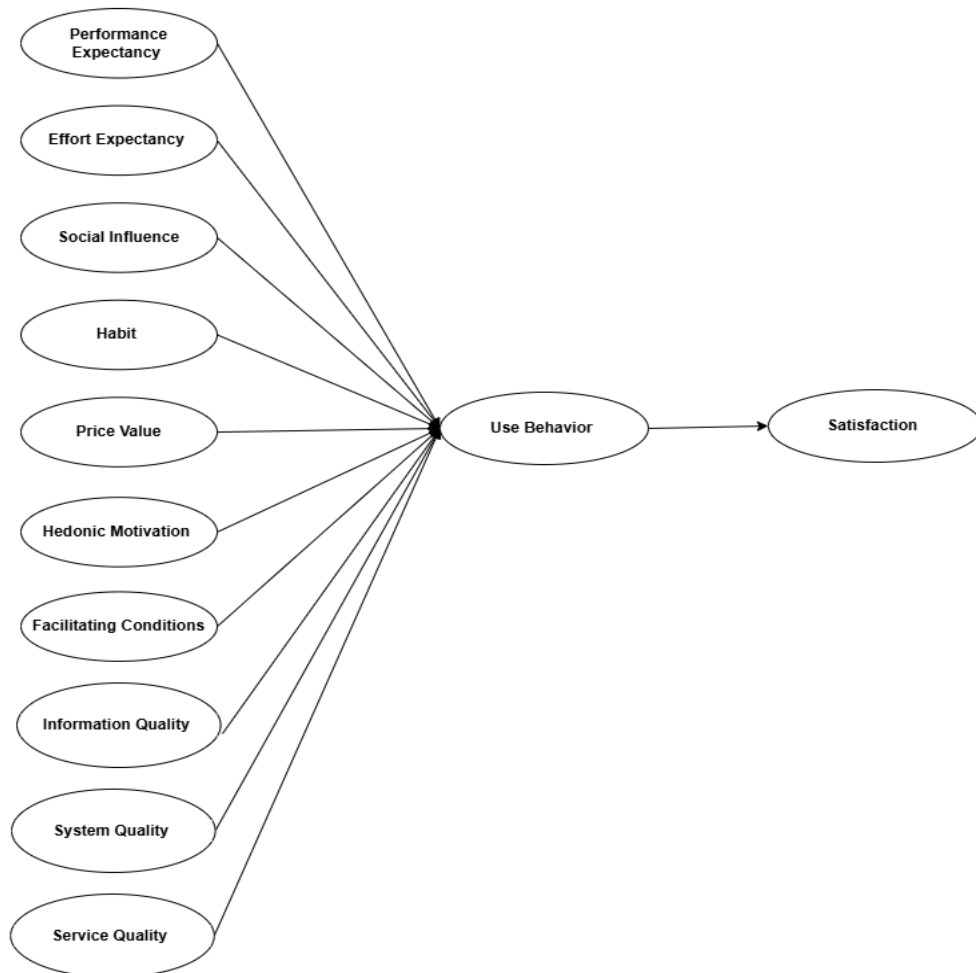 Performance
Expectancy
Effort Expectancy
Social Influence
Habit
Price Value
Use Behavior
Satisfaction
Hedonic Motivation
Facilitating Conditions
Information Quality
System Quality
Service Quality